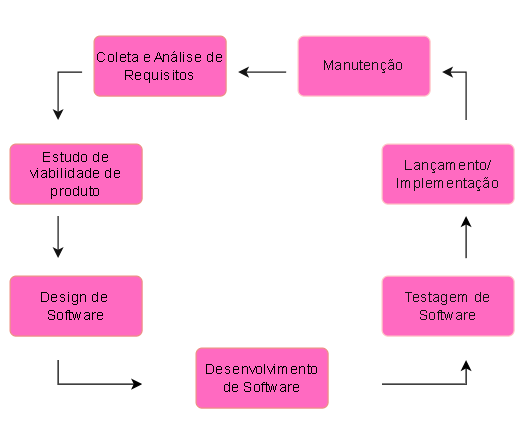 Coleta e Análise de
Requisitos
Manutenção
Estudo de
viabilidade de
produto
Lançamento/
Implementação
Design de
Software
Testagem de
Software
Desenvolvimento
de Software